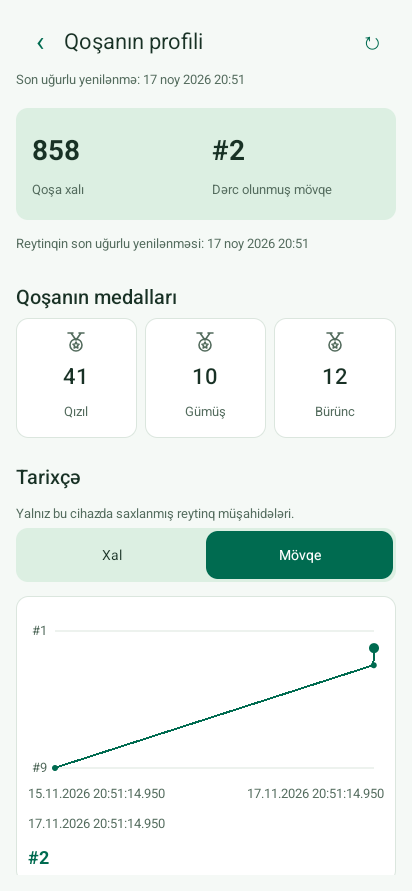 Qoşanın profili
Son uğurlu yenilənmə: 17 noy 2026 20:51
858
#2
Qoşa xalı
Dərc olunmuş mövqe
Reytinqin son uğurlu yenilənməsi: 17 noy 2026 20:51
Qoşanın medalları
41
10
12
Qızıl
Gümüş
Bürünc
Tarixçə
Yalnız bu cihazda saxlanmış reytinq müşahidələri.
Xal
Mövqe
#1
#9
15.11.2026 20:51:14.950
17.11.2026 20:51:14.950
17.11.2026 20:51:14.950
#2